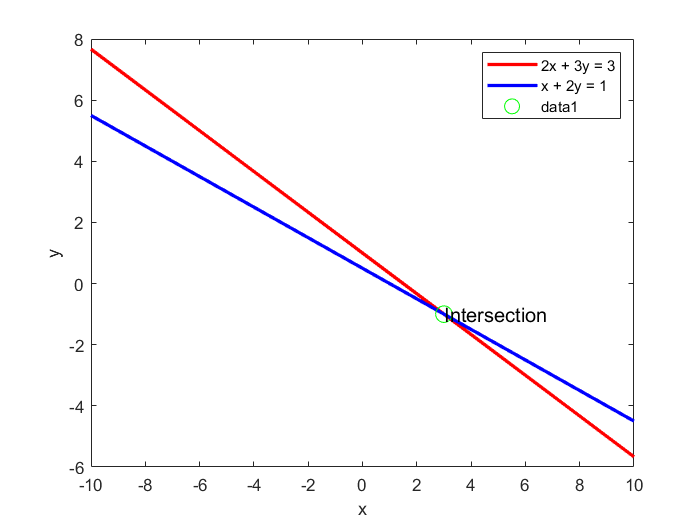 2x + 3y = 3
x + 2y = 1
data1
Intersection
y
8
6
4
2
0
-2
-4
-6
-10 -8 -6 -4 -2 0 2 4 6 8 10
x